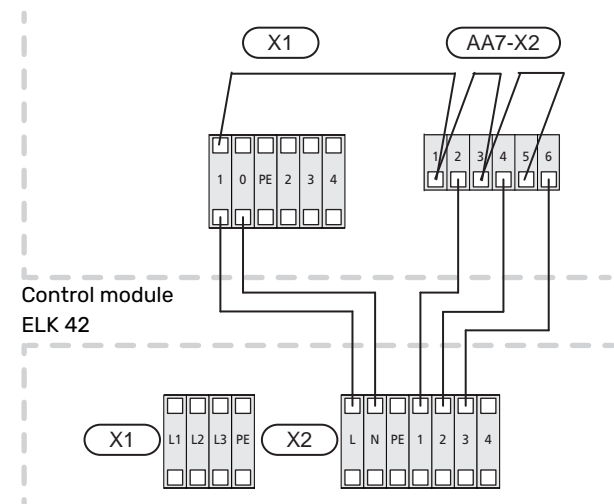 X1 AA7-X2
1 0 PE 2 3 4
1 2 3 4 5 6
Control module
ELK 42
X1 L1 L2 L3 PE X2 L N PE 1 2 3 4